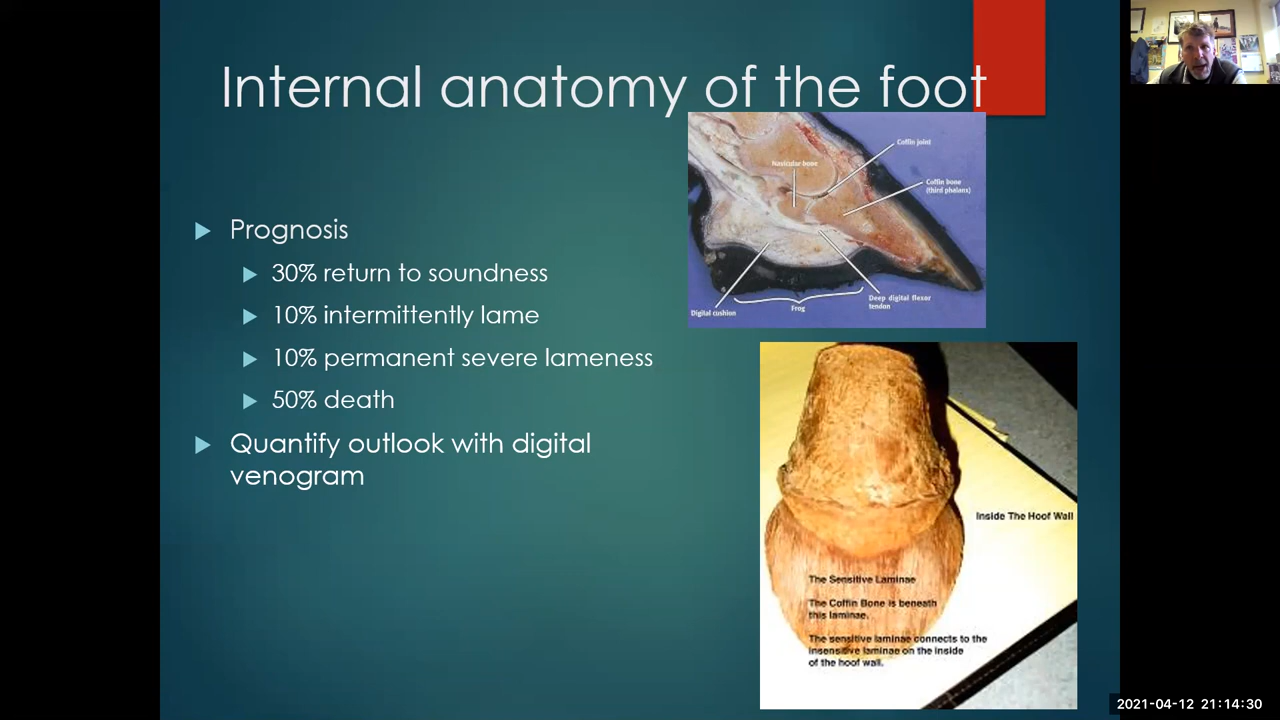 Internal anatomy of the foot
Prognosis
30% return to soundness
10% intermittently lame
10% permanent severe lameness
50% death
Quantify outlook with digital
venogram
Coffin joint
Navicular bone
Coffin bone
(third phalanx)
Deep digital flexor
tendon
Digital cushion
Frog
Inside The Hoof Wall
The Sensitive Laminae
The Coffin Bone is beneath
this laminae.
The sensitive laminae connects to the
insensitive laminae on the inside
of the hoof wall.
2021-04-12 21:14:30